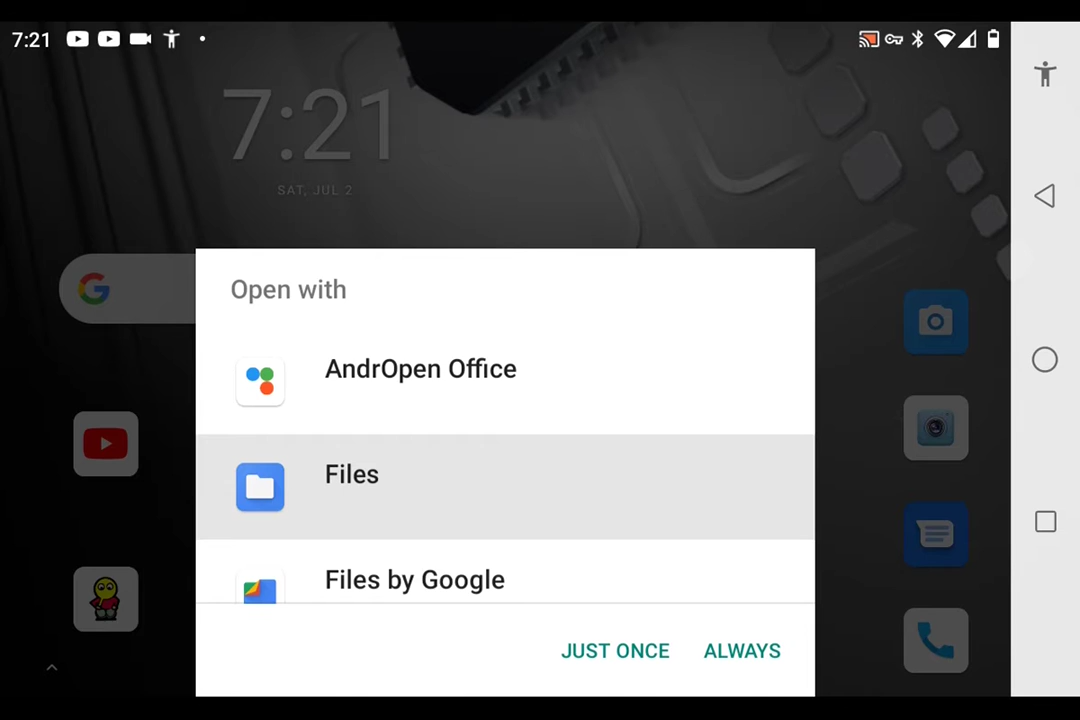 7:21
7:21
SAT, JUL 2
Open with
AndrOpen Office
Files
Files by Google
JUST ONCE
ALWAYS